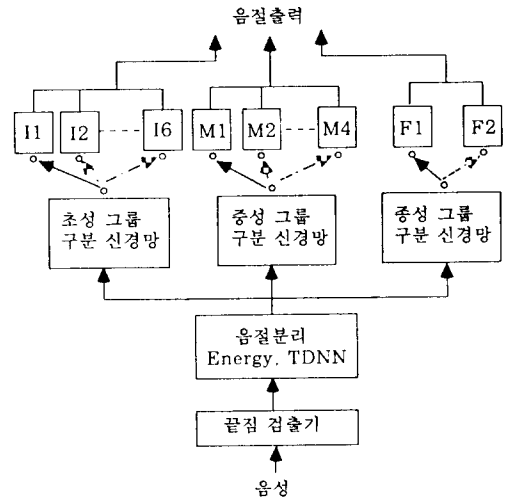 음절출력
I1 I2 I6 M1 M2 M4 F1 F2
초성 그룹 중성 그룹 종성 그룹
구분 신경망 구분 신경망 구분 신경망
음절분리
Energy, TDNN
끝짐 검출기
음성